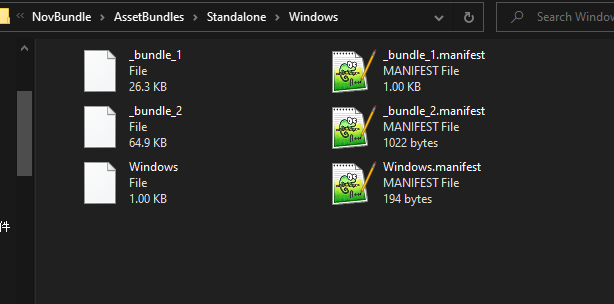 NovBundle > AssetBundles > Standalone > Windows
Search Window
_bundle_1
File
26.3 KB
_bundle_1.manifest
MANIFEST File
1.00 KB
_bundle_2
File
64.9 KB
_bundle_2.manifest
MANIFEST File
1022 bytes
Windows
File
1.00 KB
Windows.manifest
MANIFEST File
194 bytes
件